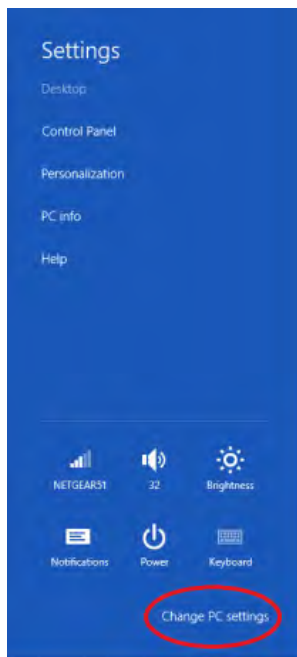 Settings
Desktop
Control Panel
Personalization
PC info
Help
NETGEAR51 32 Brightness
Notifications Power Keyboard
Change PC settings